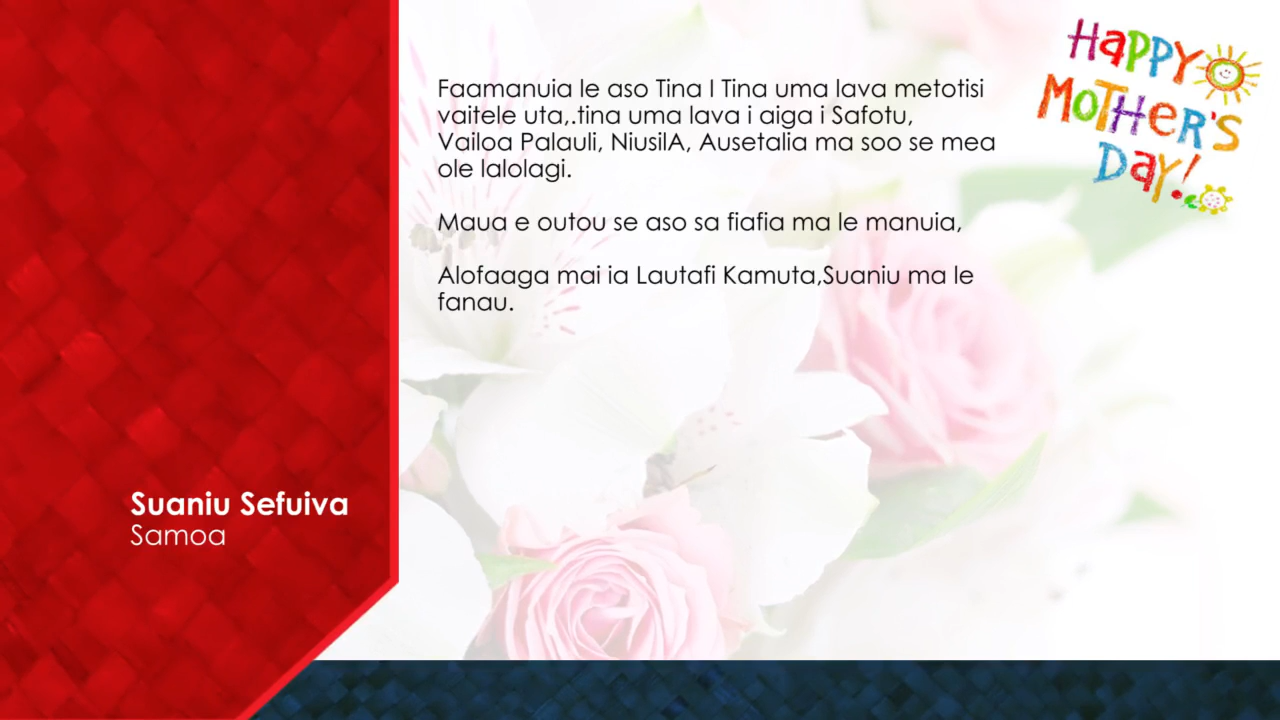 HAPPY
MOTHER'S
DAY!
Faamanuia le aso Tina I Tina uma lava metotisi
vaitele uta,.tina uma lava i aiga i Safotu,
Vailoa Palauli, NiusilA, Ausetalia ma soo se mea
ole lalolagi.
Maua e outou se aso sa fiafia ma le manuia,
Alofaaga mai ia Lautafi Kamuta,Suaniu ma le
fanau.
Suaniu Sefuiva
Samoa